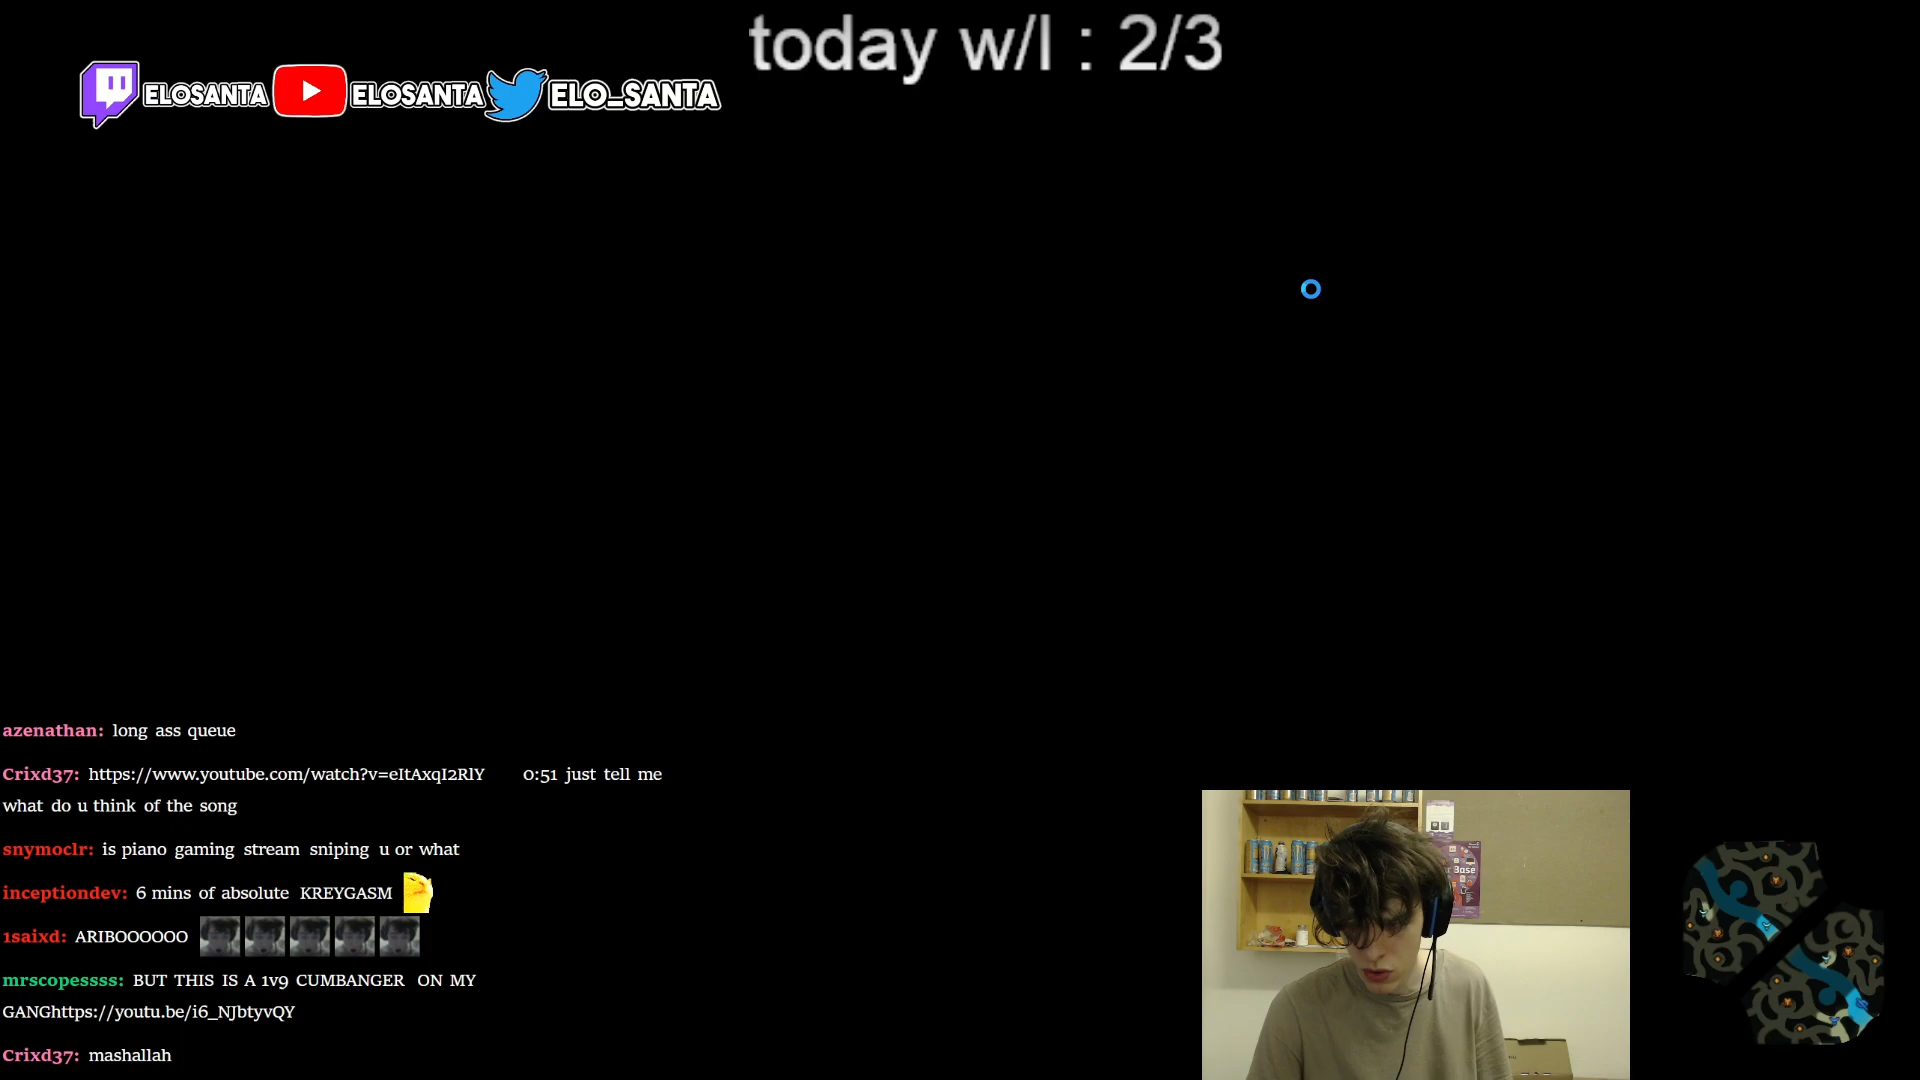 today w/l : 2/3
ELOSANTA ELOSANTA ELO_SANTA
azenathan: long ass queue
Crixd37: https://www.youtube.com/watch?v=eItAxqI2RlY 0:51 just tell me
what do u think of the song
snymoclr: is piano gaming stream sniping u or what
inceptiondev: 6 mins of absolute KREYGASM
1saixd: ARIBOOOOOO
mrscopessss: BUT THIS IS A 1v9 CUMBANGER ON MY
GANGhttps://youtu.be/i6_NJbtyvQY
Crixd37: mashallah
Base